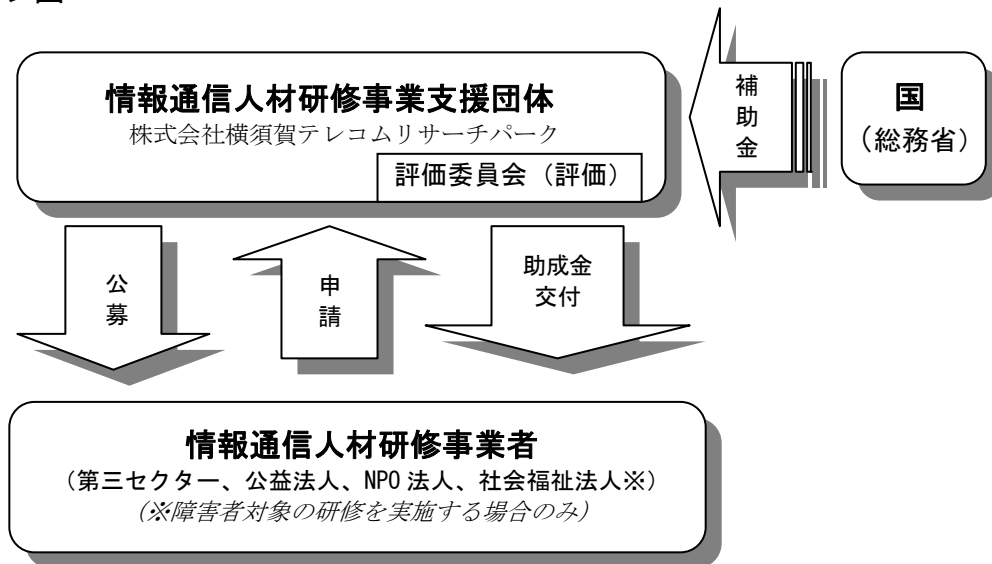 情報通信人材研修事業支援団体
株式会社横須賀テレコムリサーチパーク
評価委員会（評価）
補助金
国
（総務省）
公募
申請
助成金
交付
情報通信人材研修事業者
（第三セクター、公益法人、NPO法人、社会福祉法人※）
（※障害者対象の研修を実施する場合のみ）